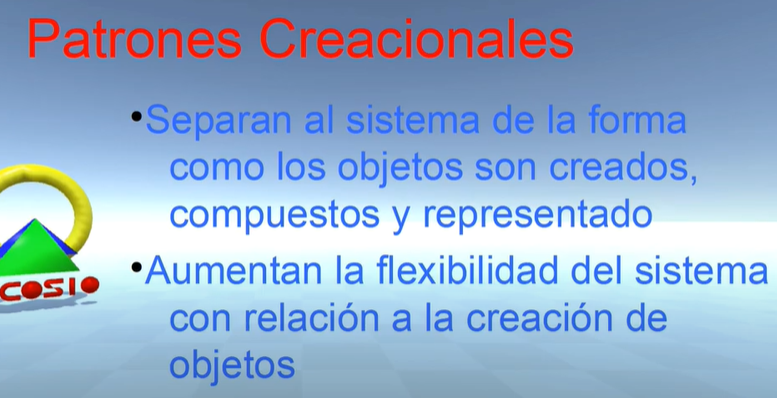 Patrones Creacionales
•Separan al sistema de la forma
como los objetos son creados,
compuestos y representado
•Aumentan la flexibilidad del sistema
con relación a la creación de
objetos
COSIO